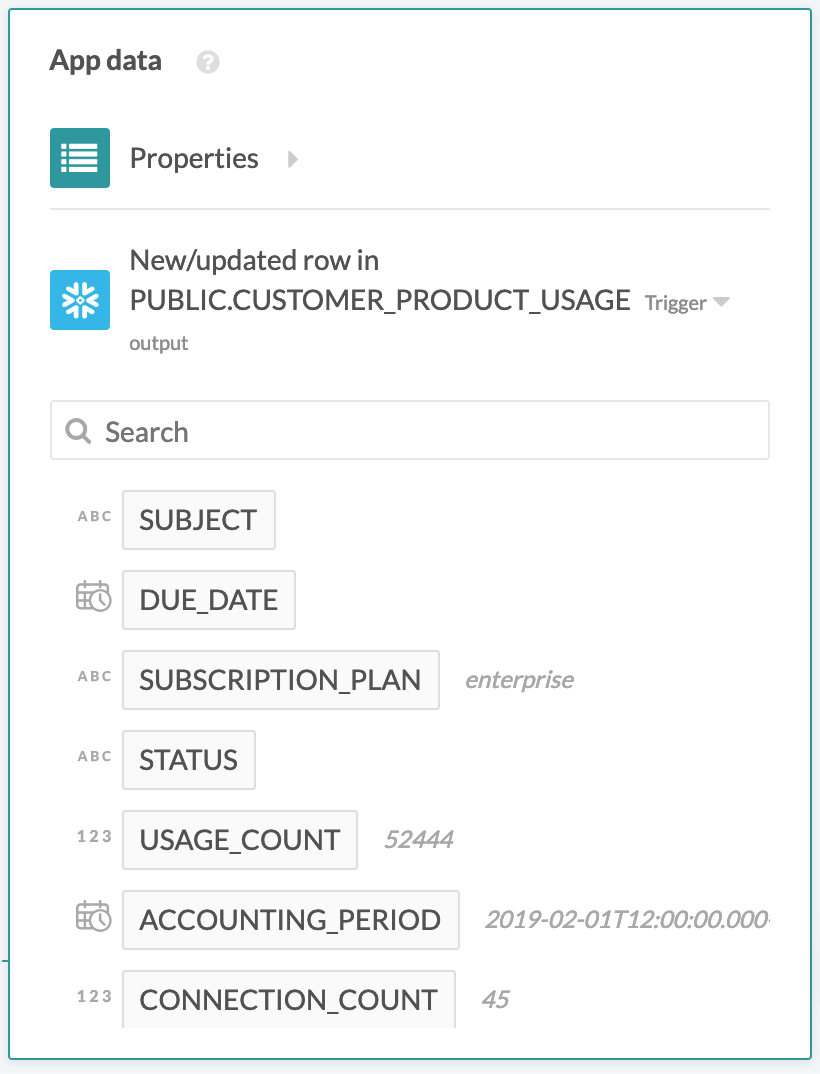 App data ?
Properties
New/updated row in
PUBLIC.CUSTOMER_PRODUCT_USAGE Trigger
output
Search
ABC SUBJECT
DUE_DATE
ABC SUBSCRIPTION_PLAN enterprise
ABC STATUS
123 USAGE_COUNT 52444
ACCOUNTING_PERIOD 2019-02-01T12:00:00.000
123 CONNECTION_COUNT 45